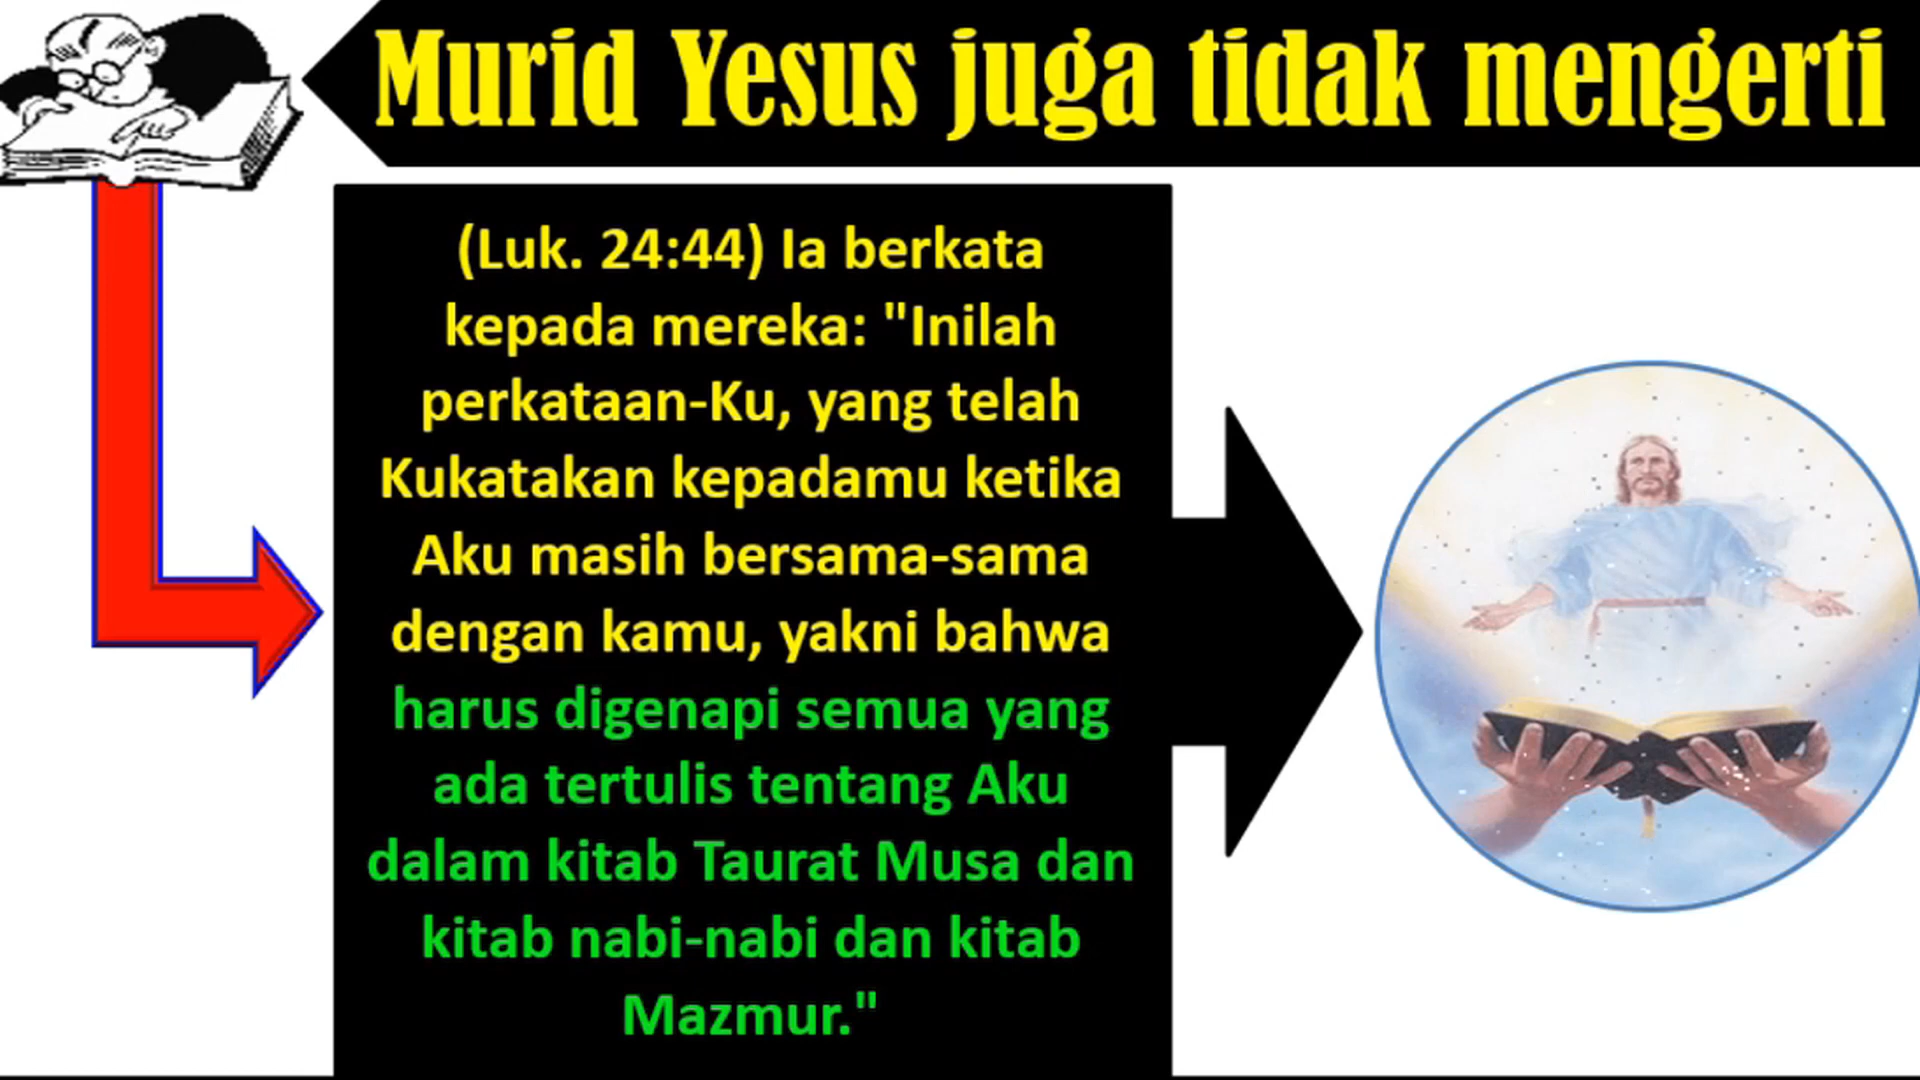 Murid Yesus juga tidak mengerti
(Luk. 24:44) Ia berkata
kepada mereka: "Inilah
perkataan-Ku, yang telah
Kukatakan kepadamu ketika
Aku masih bersama-sama
dengan kamu, yakni bahwa
harus digenapi semua yang
ada tertulis tentang Aku
dalam kitab Taurat Musa dan
kitab nabi-nabi dan kitab
Mazmur."